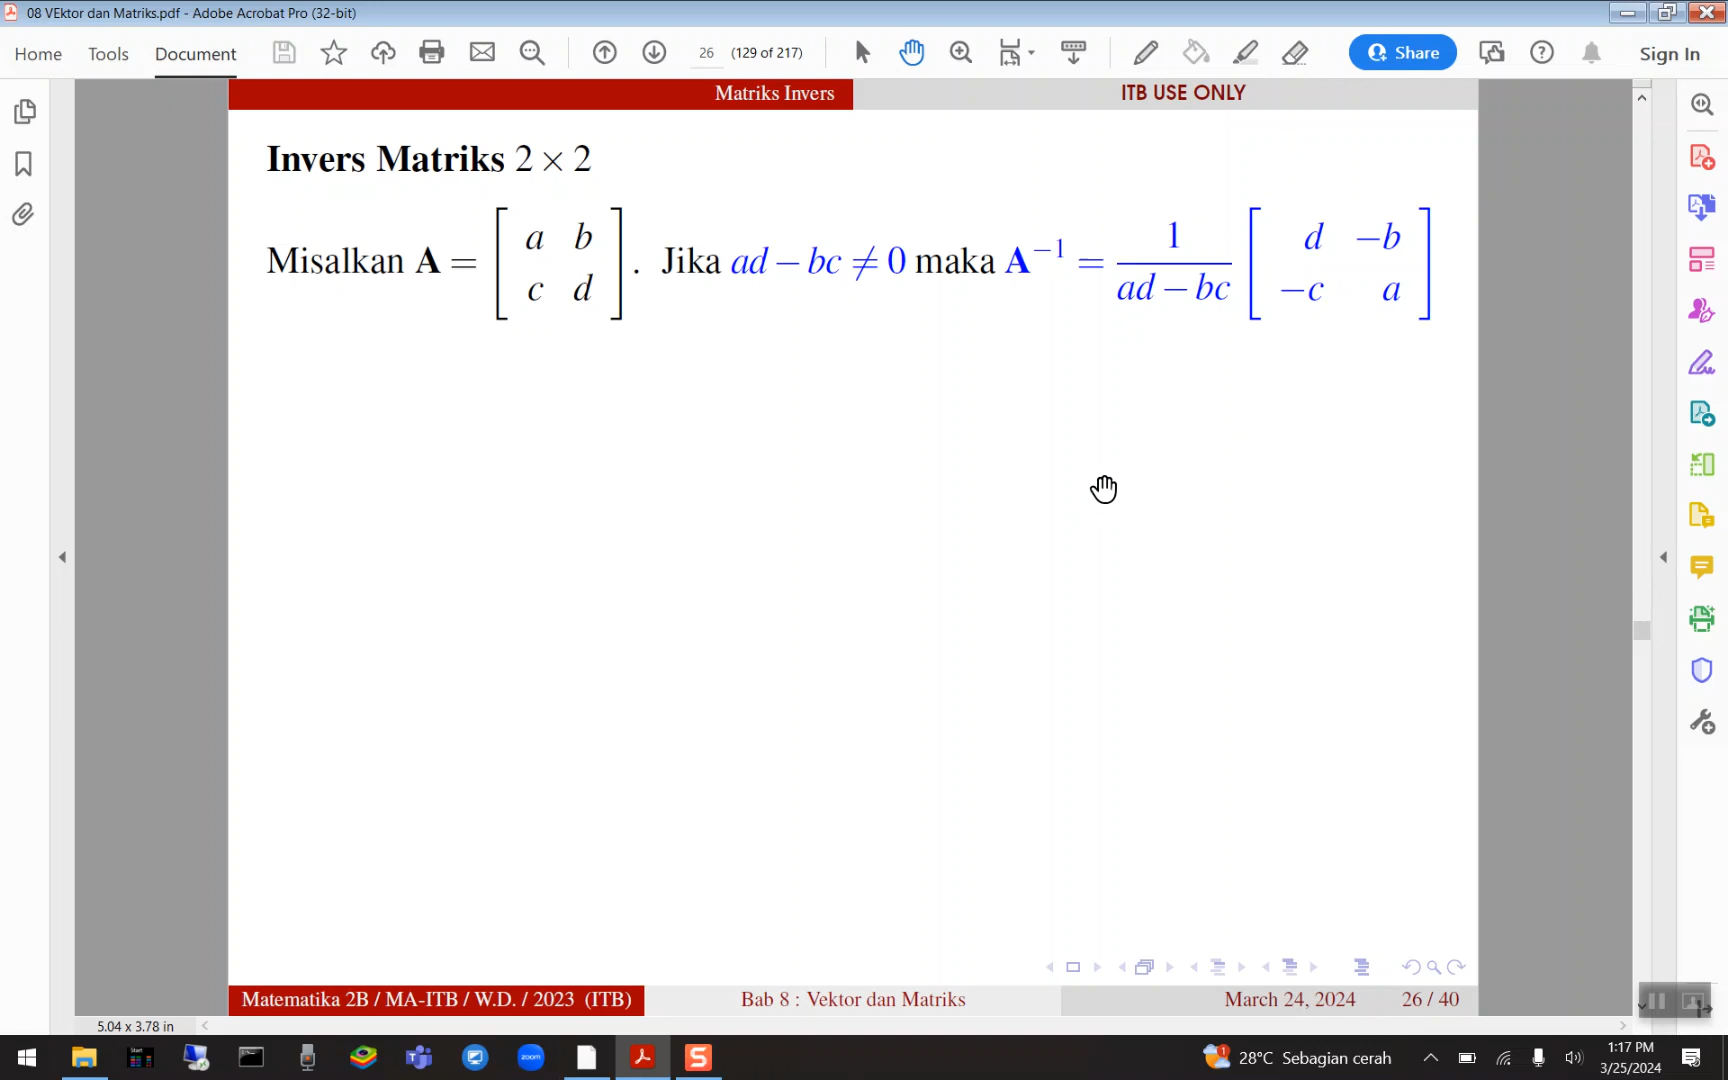 08 VEktor dan Matriks.pdf - Adobe Acrobat Pro (32-bit)
Home Tools Document 26 (129 of 217) Share Sign In
Matriks Invers ITB USE ONLY
Invers Matriks 2 × 2
Misalkan A = [ a b ; c d ]. Jika ad − bc ≠ 0 maka A⁻¹ = 1/(ad − bc) [ d −b ; −c a ]
Matematika 2B / MA-ITB / W.D. / 2023 (ITB) Bab 8 : Vektor dan Matriks March 24, 2024 26 / 40
5.04 x 3.78 in
zoom 28°C Sebagian cerah 1:17 PM
3/25/2024